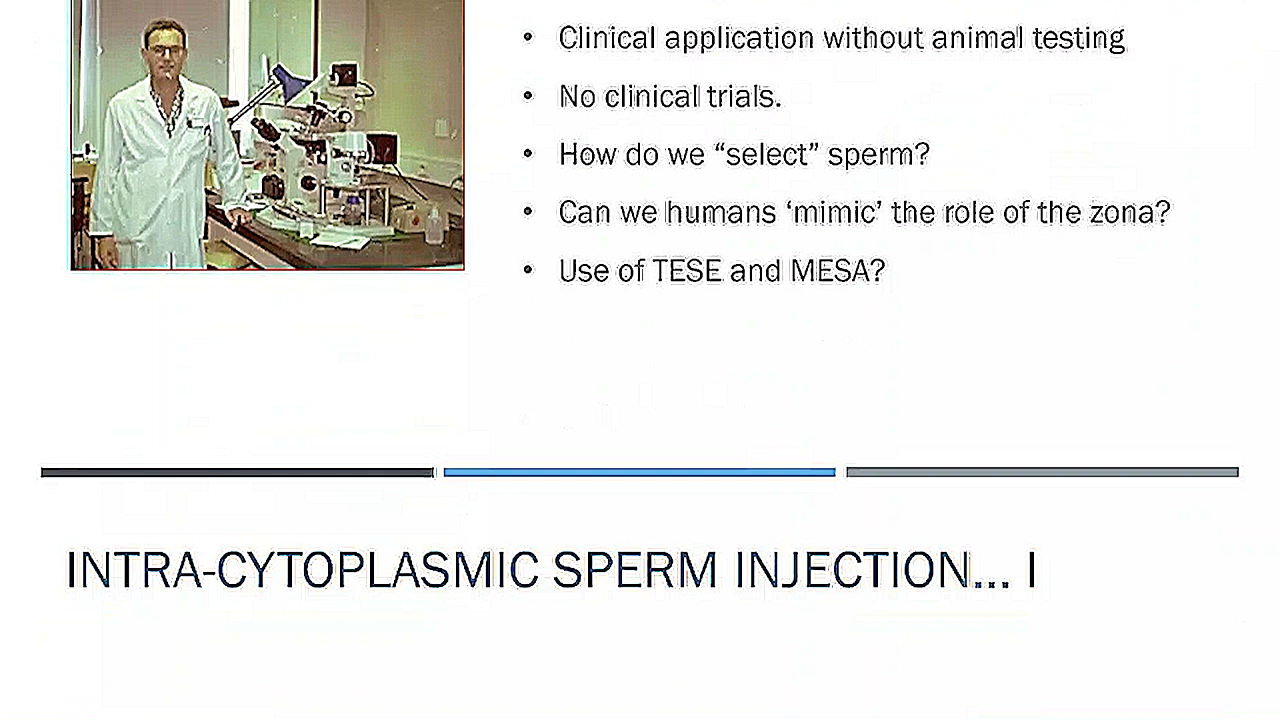 • Clinical application without animal testing
• No clinical trials.
• How do we “select” sperm?
• Can we humans ‘mimic’ the role of the zona?
• Use of TESE and MESA?
INTRA-CYTOPLASMIC SPERM INJECTION... I